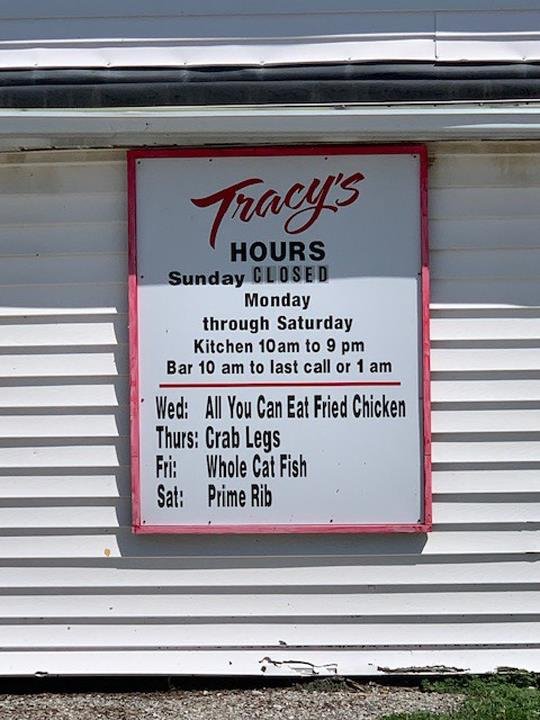 Tracy's
HOURS
Sunday CLOSED
Monday
through Saturday
Kitchen 10am to 9 pm
Bar 10 am to last call or 1 am
Wed: All You Can Eat Fried Chicken
Thurs: Crab Legs
Fri: Whole Cat Fish
Sat: Prime Rib